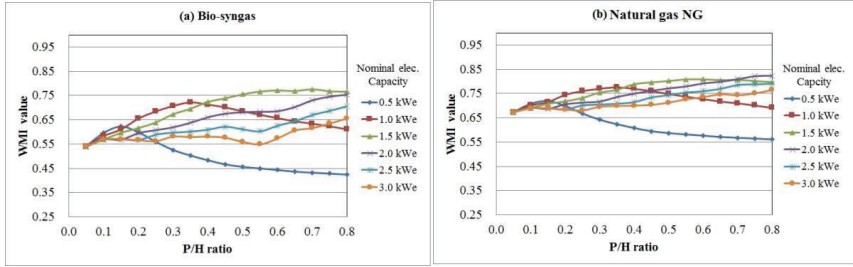 (a) Bio-syngas
WMI value
0.95
0.85
0.75
0.65
0.55
0.45
0.35
0.25
0.0 0.1 0.2 0.3 0.4 0.5 0.6 0.7 0.8
P/H ratio
Nominal elec.
Capacity
0.5 kWe
1.0 kWe
1.5 kWe
2.0 kWe
2.5 kWe
3.0 kWe
(b) Natural gas NG
WMI value
0.95
0.85
0.75
0.65
0.55
0.45
0.35
0.25
0.0 0.1 0.2 0.3 0.4 0.5 0.6 0.7 0.8
P/H ratio
Nominal elec.
Capacity
0.5 kWe
1.0 kWe
1.5 kWe
2.0 kWe
2.5 kWe
3.0 kWe